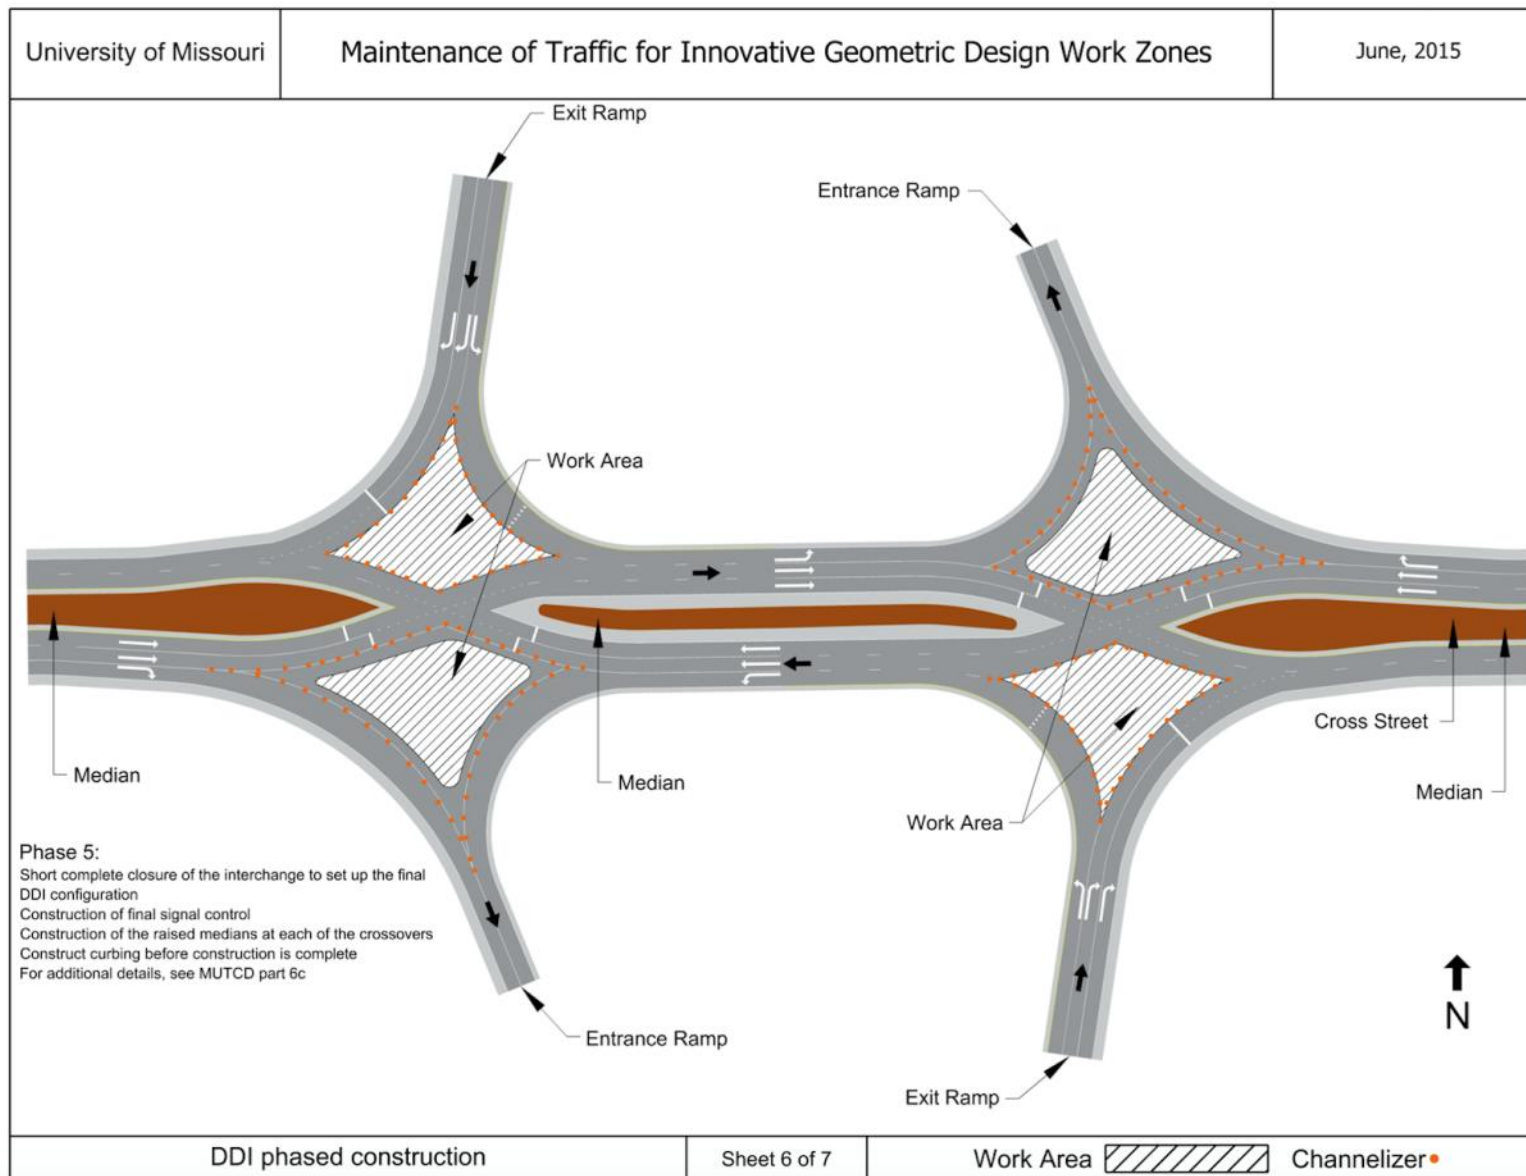 University of Missouri
Maintenance of Traffic for Innovative Geometric Design Work Zones
June, 2015
Exit Ramp
Entrance Ramp
Work Area
Cross Street
Median
Median
Median
Work Area
Phase 5:
Short complete closure of the interchange to set up the final
DDI configuration
Construction of final signal control
Construction of the raised medians at each of the crossovers
Construct curbing before construction is complete
For additional details, see MUTCD part 6c
N
Entrance Ramp
Exit Ramp
DDI phased construction
Sheet 6 of 7
Work Area
Channelizer